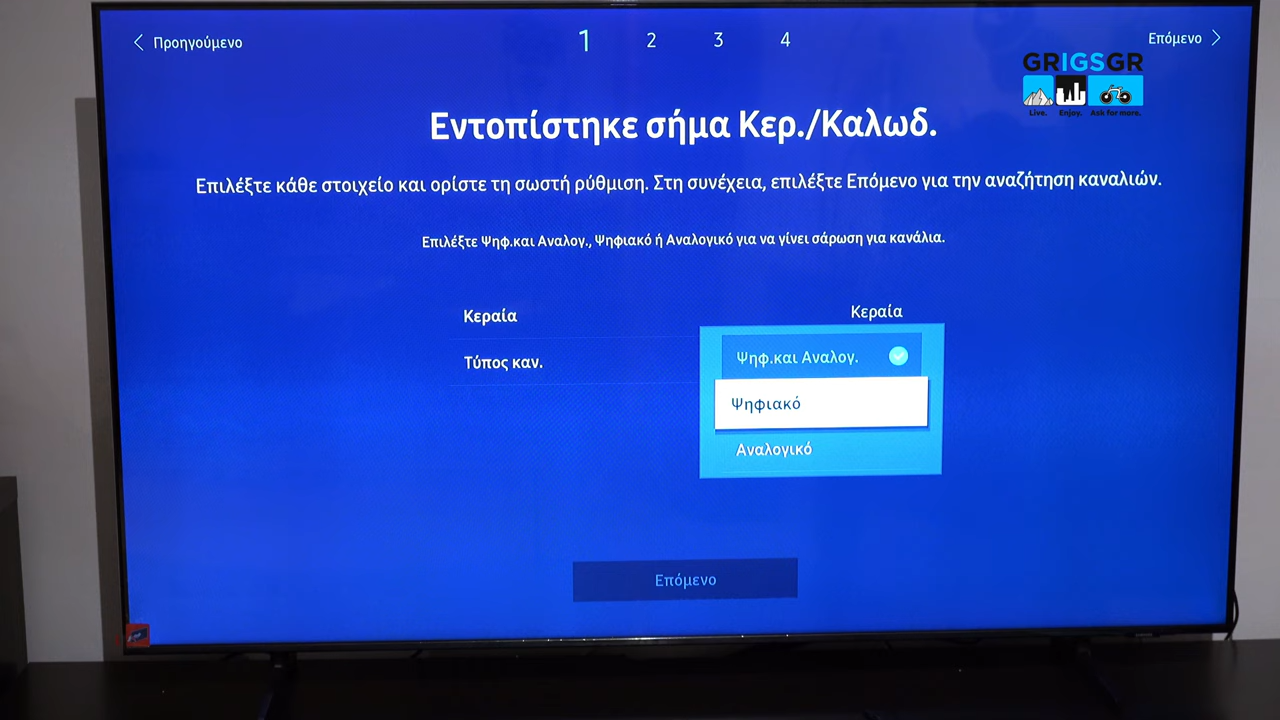 Προηγούμενο
1 2 3 4
Επόμενο
GRIGSGR
Live. Enjoy. Ask for more.
Εντοπίστηκε σήμα Κερ./Καλωδ.
Επιλέξτε κάθε στοιχείο και ορίστε τη σωστή ρύθμιση. Στη συνέχεια, επιλέξτε Επόμενο για την αναζήτηση καναλιών.
Επιλέξτε Ψηφ.και Αναλογ., Ψηφιακό ή Αναλογικό για να γίνει σάρωση για κανάλια.
Κεραία Κεραία
Τύπος καν. Ψηφ.και Αναλογ.
Ψηφιακό
Αναλογικό
Επόμενο